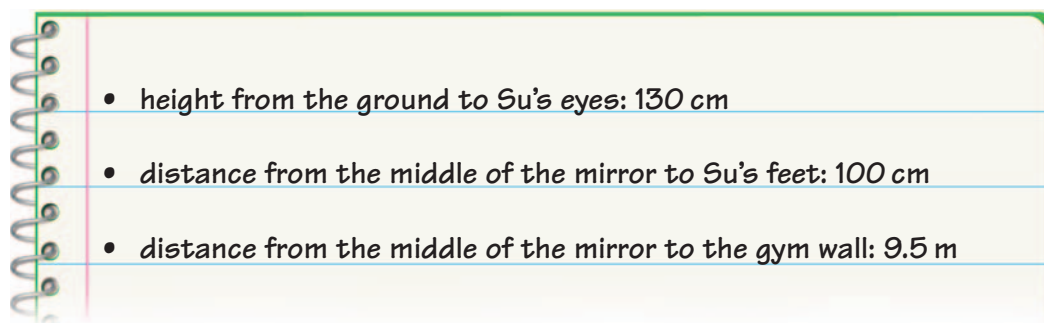 • height from the ground to Su's eyes: 130 cm
• distance from the middle of the mirror to Su's feet: 100 cm
• distance from the middle of the mirror to the gym wall: 9.5 m